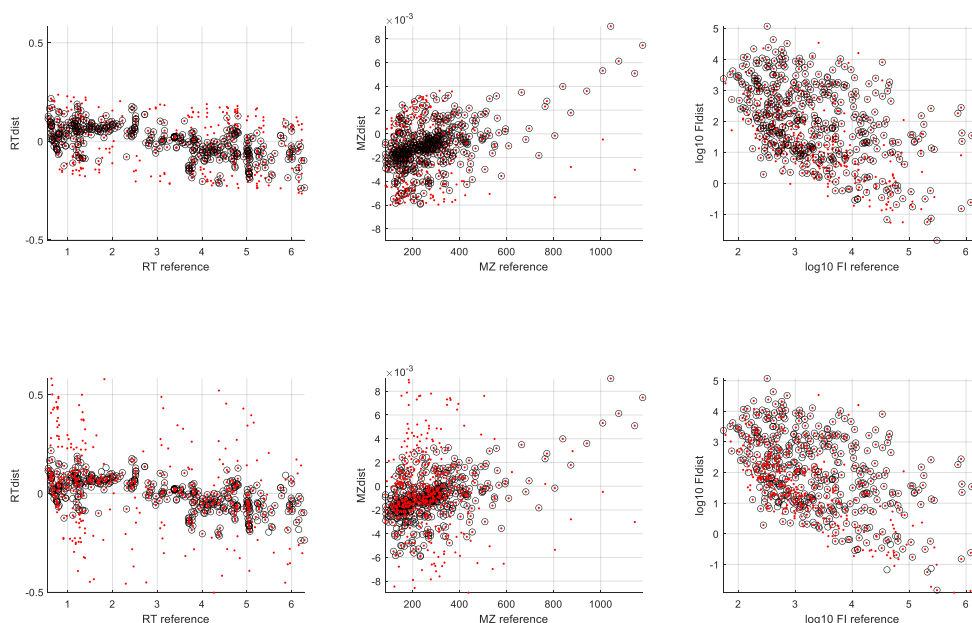 0.5
0
-0.5
RTdist
1 2 3 4 5 6
RT reference
×10⁻³
8
6
4
2
0
-2
-4
-6
-8
MZdist
200 400 600 800 1000
MZ reference
5
4
3
2
1
0
-1
log10 FIdist
2 3 4 5 6
log10 FI reference
0.5
0
-0.5
RTdist
1 2 3 4 5 6
RT reference
×10⁻³
8
6
4
2
0
-2
-4
-6
-8
MZdist
200 400 600 800 1000
MZ reference
5
4
3
2
1
0
-1
log10 FIdist
2 3 4 5 6
log10 FI reference